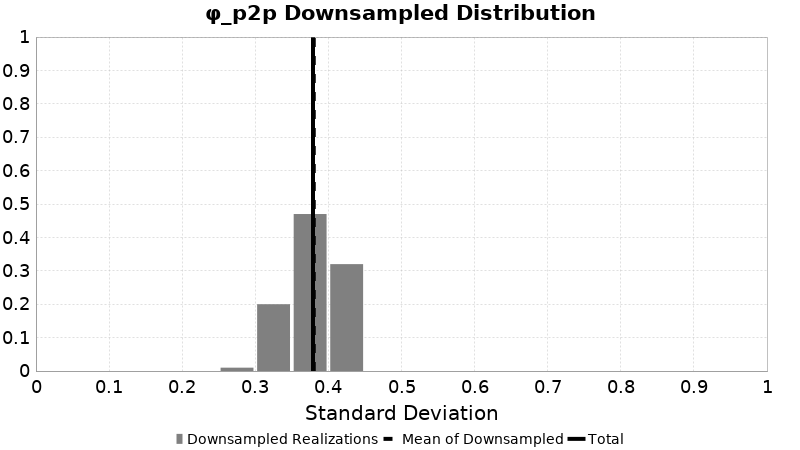 φ_p2p Downsampled Distribution
1
0.9
0.8
0.7
0.6
0.5
0.4
0.3
0.2
0.1
0
0 0.1 0.2 0.3 0.4 0.5 0.6 0.7 0.8 0.9 1
Standard Deviation
Downsampled Realizations Mean of Downsampled Total